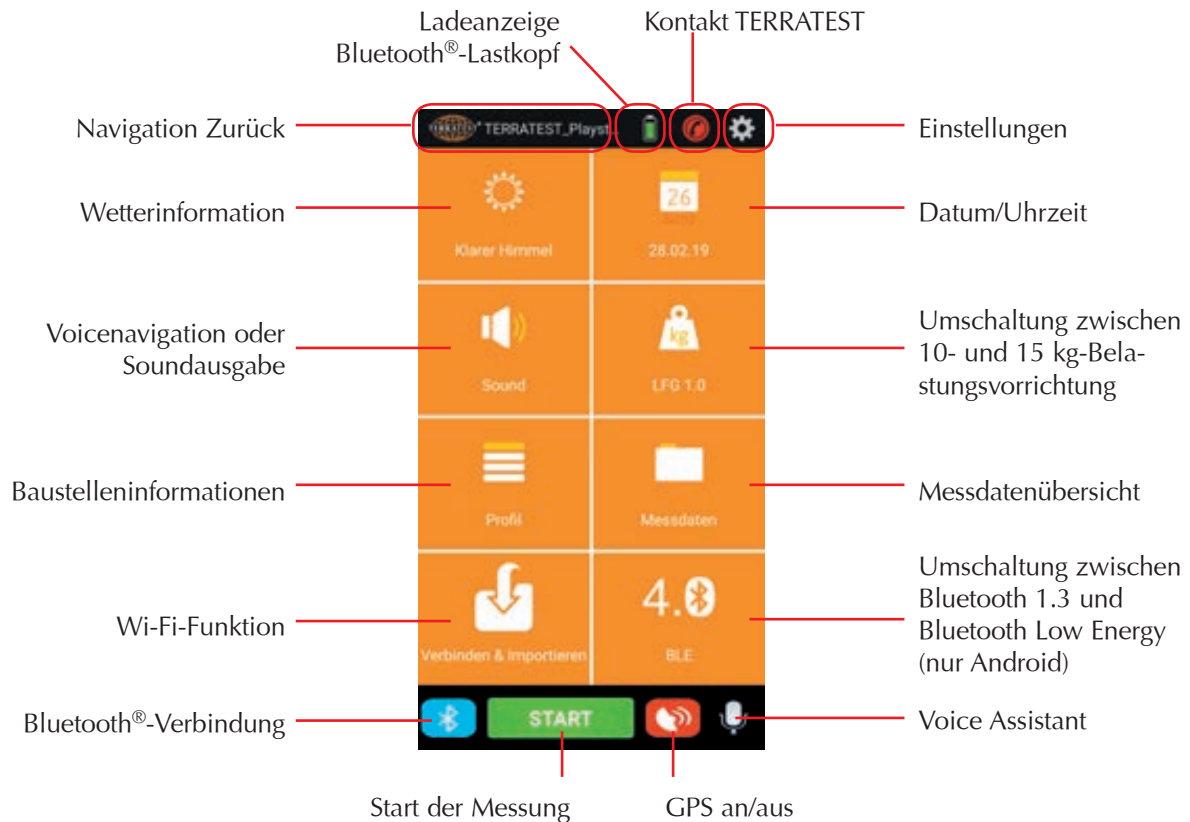 Ladeanzeige
Bluetooth®-Lastkopf
Kontakt TERRATEST
Navigation Zurück
TERRATEST
® TERRATEST_Playst...
Einstellungen
Wetterinformation
Klarer Himmel
26
28.02.19
Datum/Uhrzeit
Voicenavigation oder
Soundausgabe
Sound
kg
LFG 1.0
Umschaltung zwischen
10- und 15 kg-Bela-
stungsvorrichtung
Baustelleninformationen
Profil
Messdaten
Messdatenübersicht
Wi-Fi-Funktion
Verbinden & Importieren
4.0
BLE
Umschaltung zwischen
Bluetooth 1.3 und
Bluetooth Low Energy
(nur Android)
Bluetooth®-Verbindung
START
Voice Assistant
Start der Messung
GPS an/aus